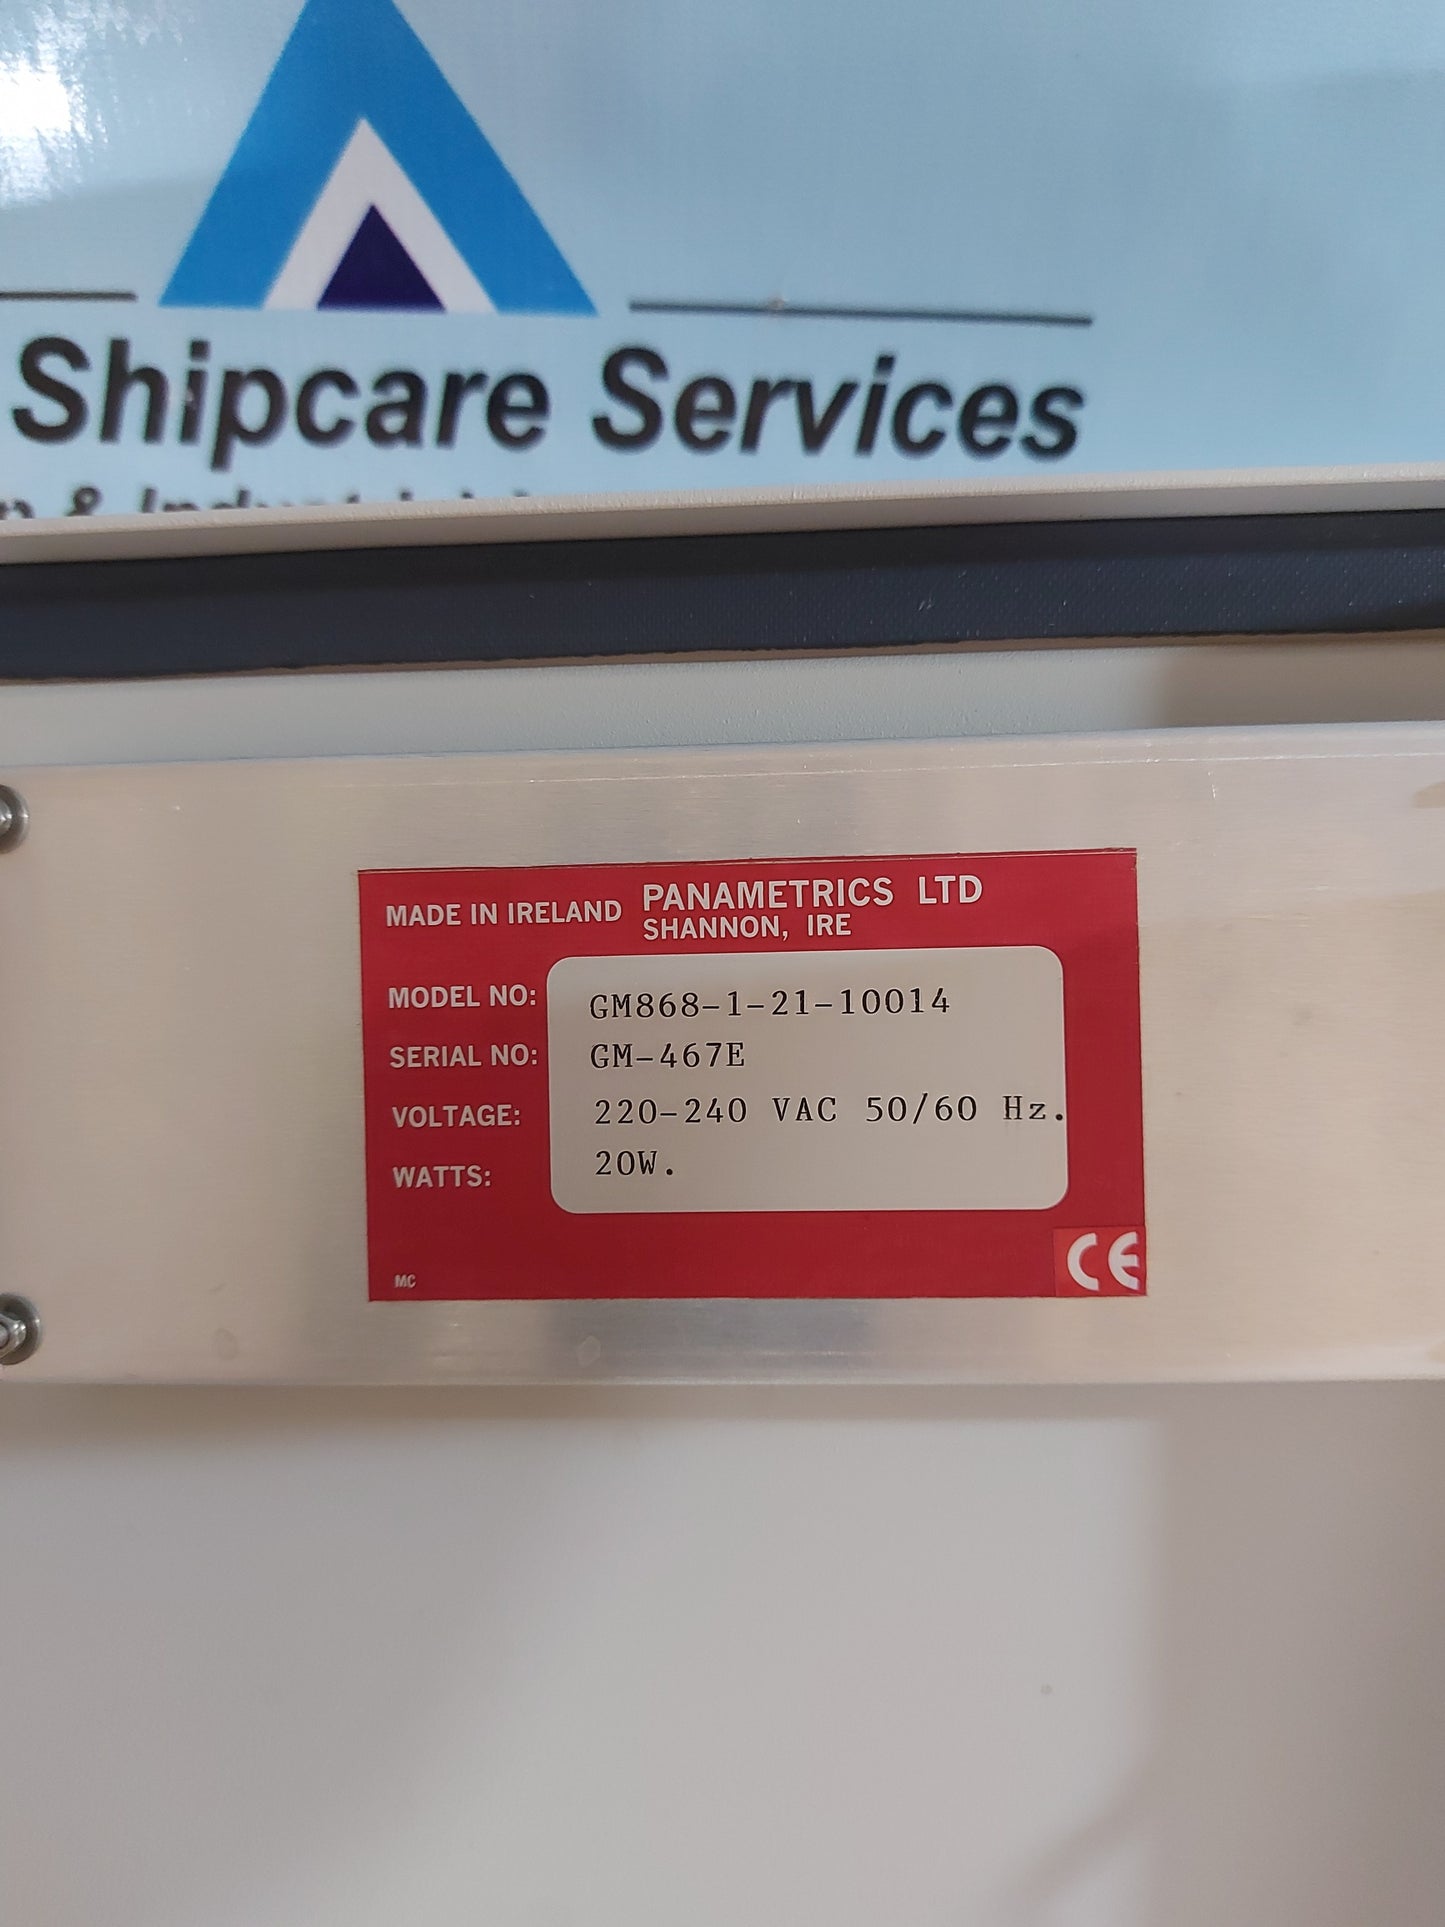 Shipcare Services
&
MADE IN IRELAND PANAMETRICS LTD
SHANNON, IRE
MODEL NO: GM868-1-21-10014
SERIAL NO: GM-467E
VOLTAGE: 220-240 VAC 50/60 Hz.
WATTS: 20W.
MC
CE